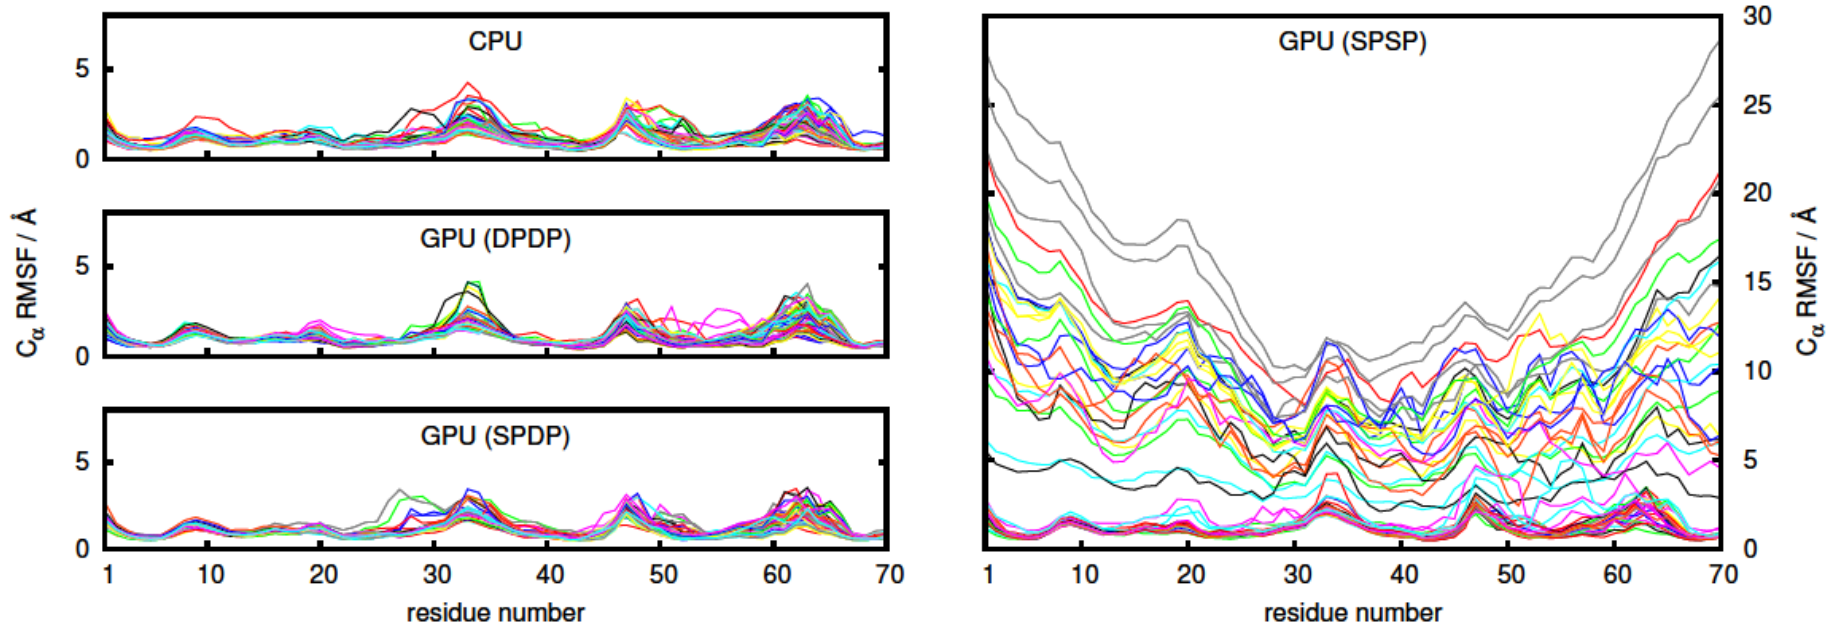 CPU
5
0
GPU (DPDP)
5
0
GPU (SPDP)
5
0
1 10 20 30 40 50 60 70
residue number
Cα RMSF / Å
GPU (SPSP)
30
25
20
15
10
5
0
1 10 20 30 40 50 60 70
residue number
Cα RMSF / Å